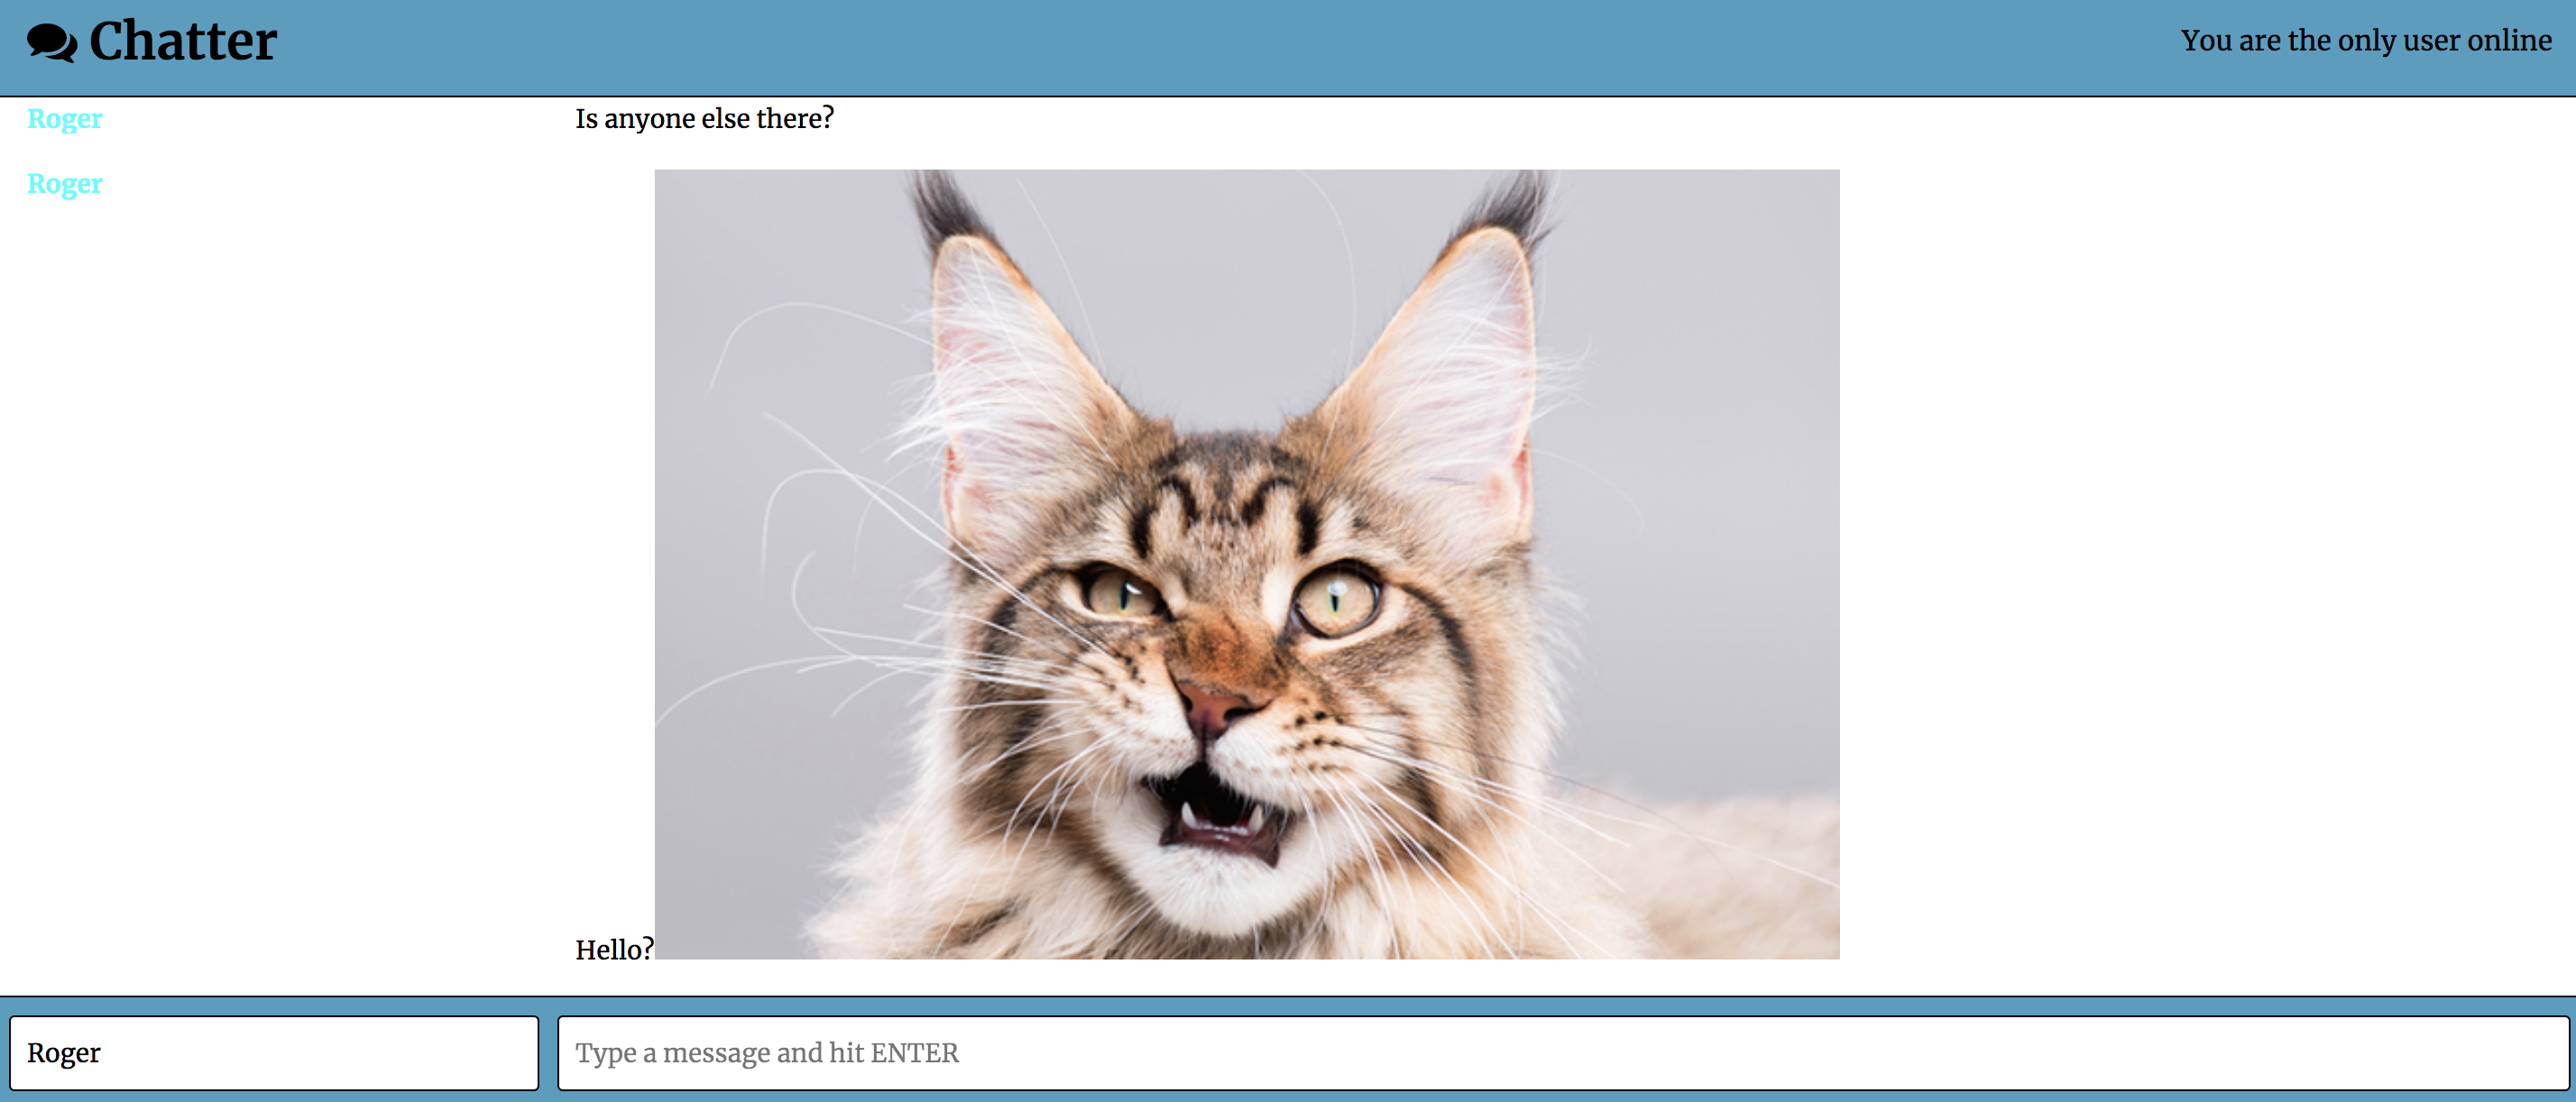 Chatter
You are the only user online
Roger
Is anyone else there?
Roger
Hello?
Roger
Type a message and hit ENTER